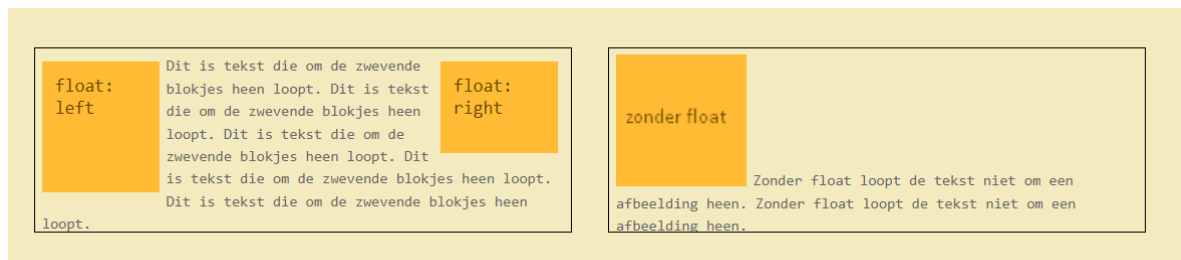 float:
left
Dit is tekst die om de zwevende
blokjes heen loopt. Dit is tekst
die om de zwevende blokjes heen
loopt. Dit is tekst die om de
zwevende blokjes heen loopt. Dit
is tekst die om de zwevende blokjes heen loopt.
Dit is tekst die om de zwevende blokjes heen
loopt.
float:
right
zonder float
Zonder float loopt de tekst niet om een
afbeelding heen. Zonder float loopt de tekst niet om een
afbeelding heen.